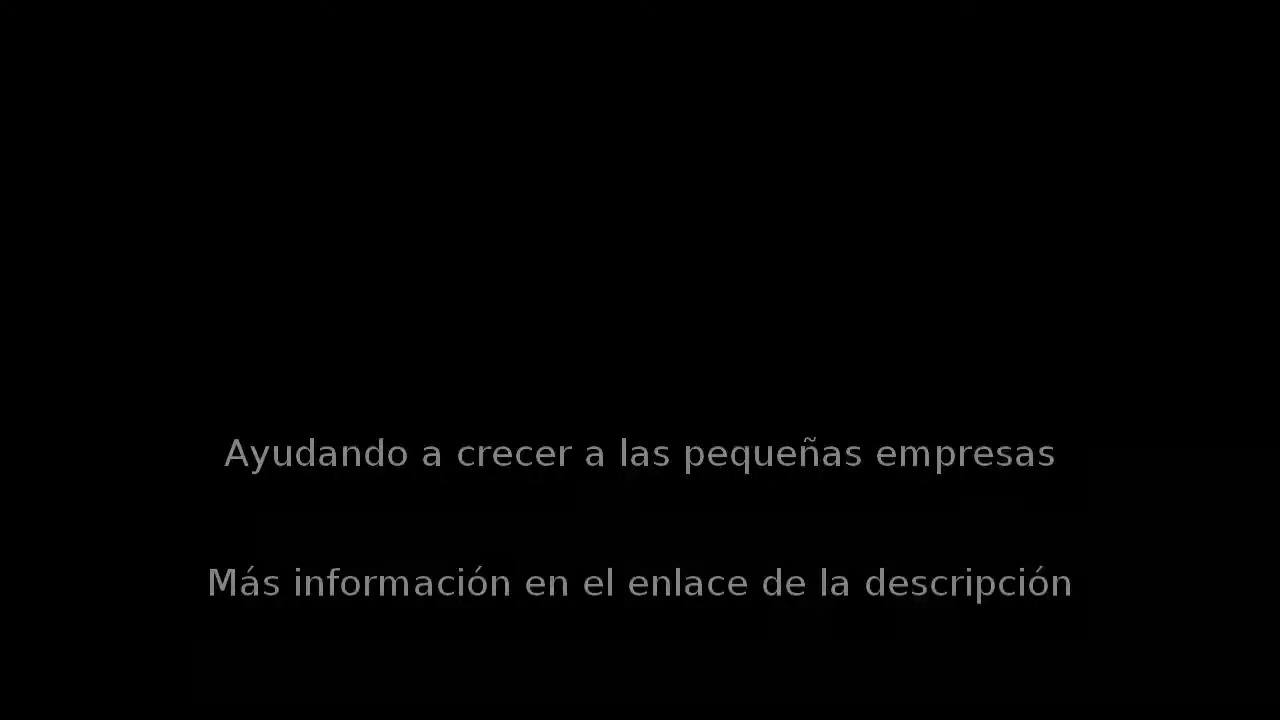 Ayudando a crecer a las pequeñas empresas
Más información en el enlace de la descripción